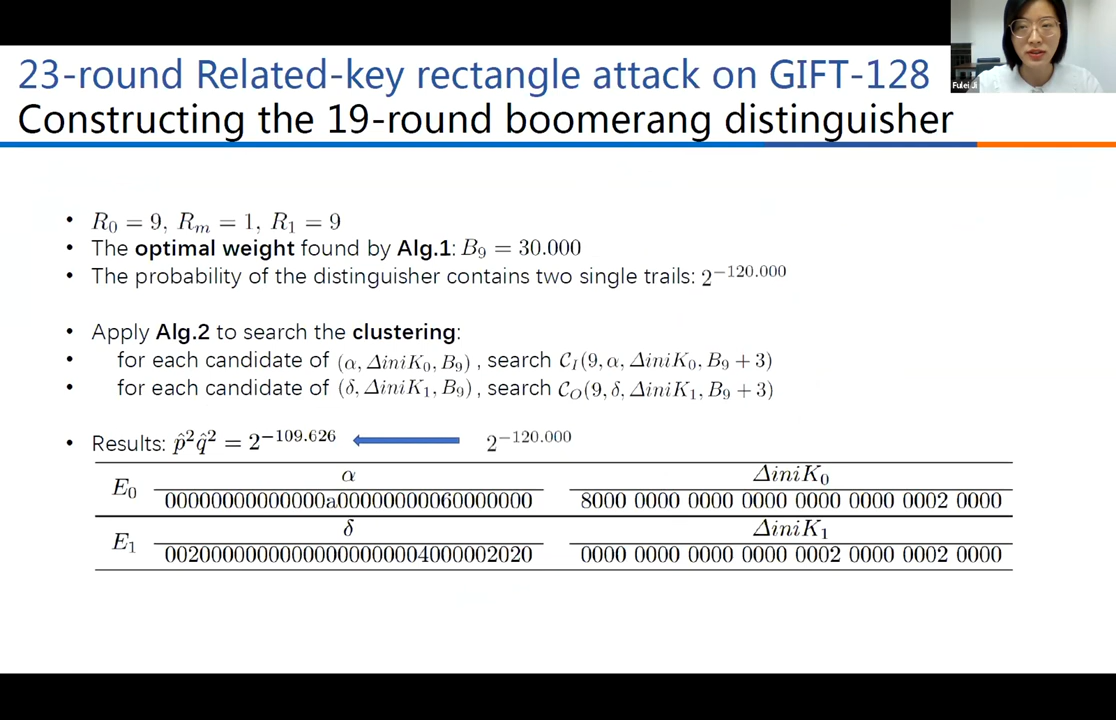 Fulei Ji
23-round Related-key rectangle attack on GIFT-128
Constructing the 19-round boomerang distinguisher
• R₀ = 9, Rₘ = 1, R₁ = 9
• The optimal weight found by Alg.1: B₉ = 30.000
• The probability of the distinguisher contains two single trails: 2^−120.000
• Apply Alg.2 to search the clustering:
• for each candidate of (α, ΔiniK₀, B₉), search 𝒞_I(9, α, ΔiniK₀, B₉ + 3)
• for each candidate of (δ, ΔiniK₁, B₉), search 𝒞_O(9, δ, ΔiniK₁, B₉ + 3)
• Results: p̂²q̂² = 2^−109.626 2^−120.000
E₀ α ΔiniK₀
00000000000000a00000000060000000 8000 0000 0000 0000 0000 0000 0002 0000
E₁ δ ΔiniK₁
00200000000000000000004000002020 0000 0000 0000 0000 0002 0000 0002 0000